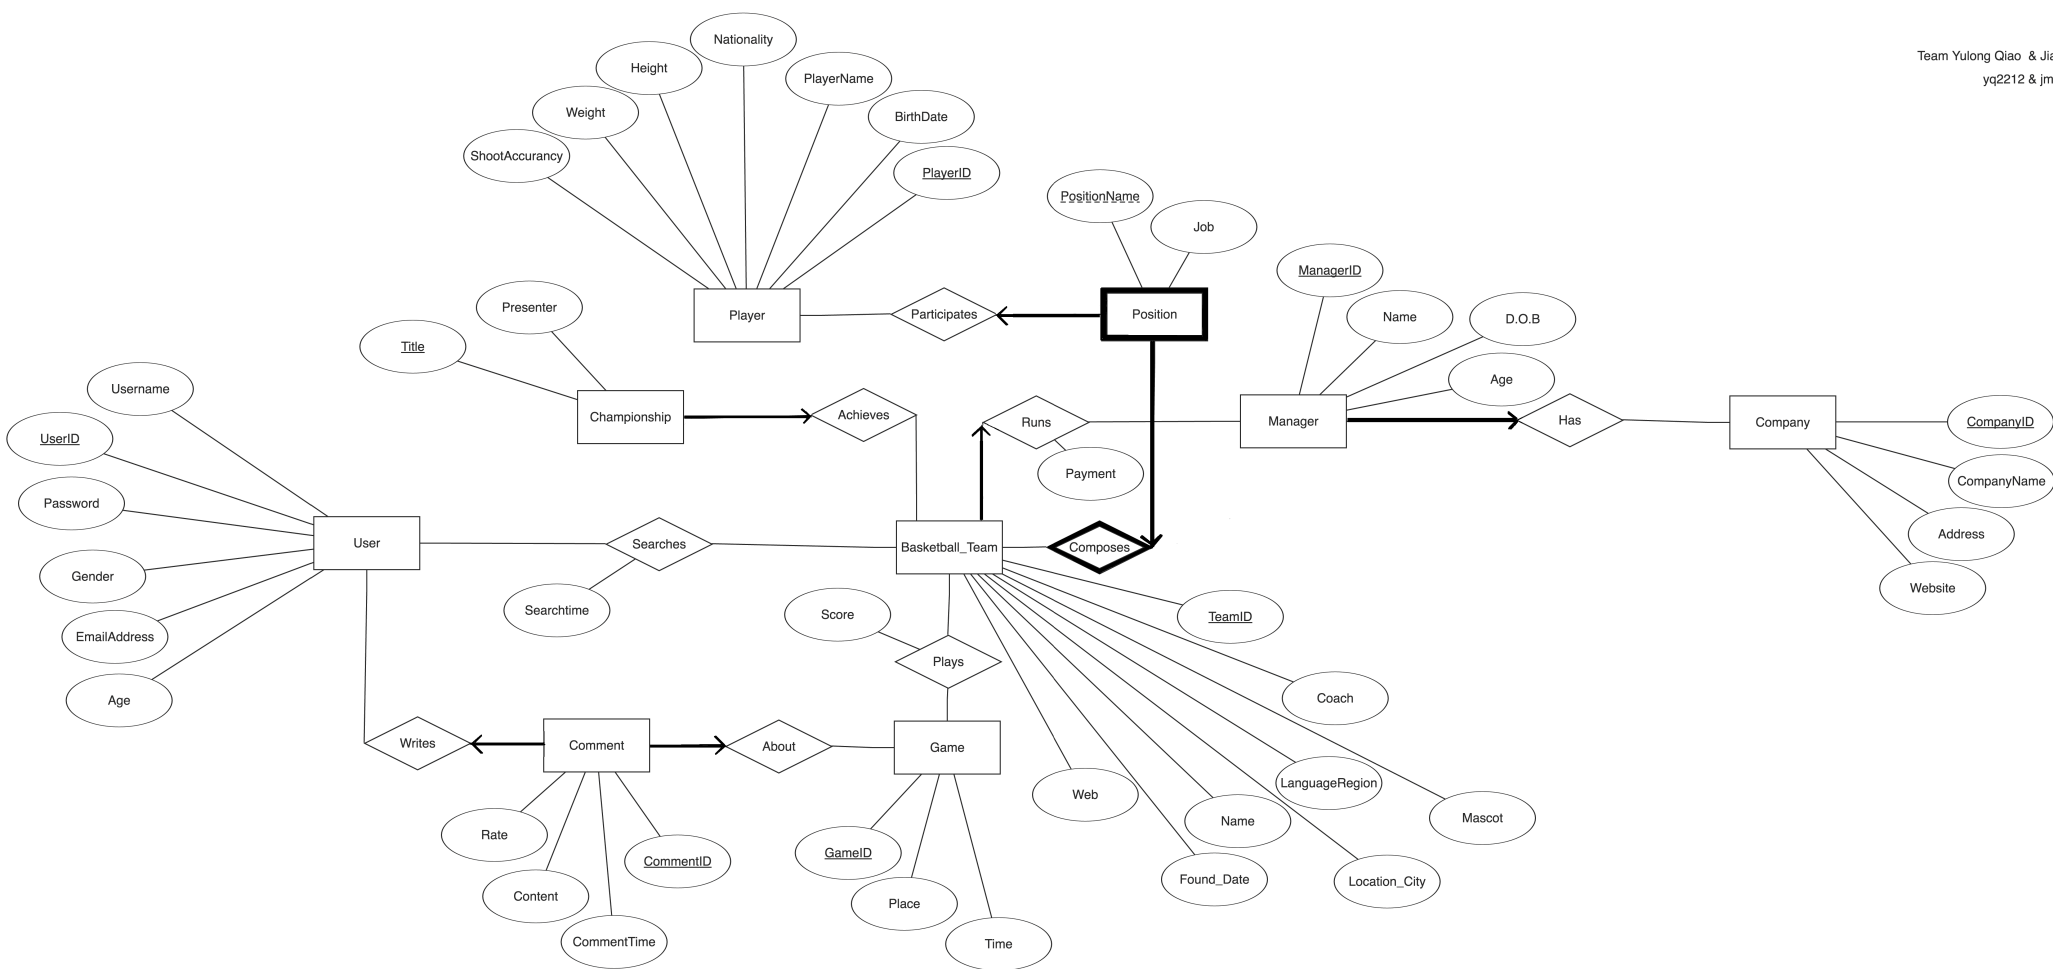 Nationality
Team Yulong Qiao & Jia
Height
PlayerName
yq2212 & jm
Weight
BirthDate
ShootAccurancy
PlayerID
PositionName
Job
ManagerID
Presenter
Player
Participates
Position
Name
D.O.B
Title
Username
Age
Championship
Achieves
Runs
Manager
Has
Company
CompanyID
UserID
Payment
CompanyName
Password
Address
User
Searches
Basketball_Team
Composes
Gender
Website
Searchtime
Score
TeamID
EmailAddress
Plays
Age
Coach
Writes
Comment
About
Game
LanguageRegion
Web
Mascot
Name
Rate
CommentID
GameID
Found_Date
Location_City
Content
Place
CommentTime
Time